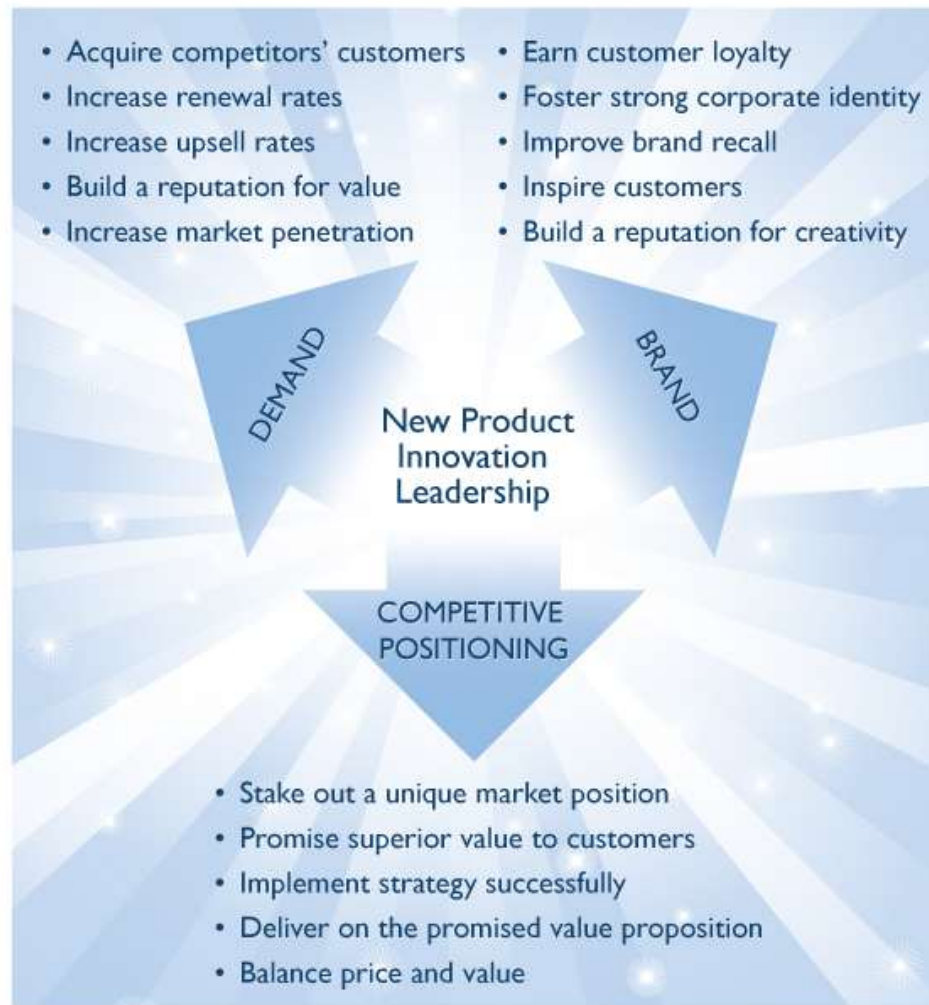 • Acquire competitors’ customers
• Increase renewal rates
• Increase upsell rates
• Build a reputation for value
• Increase market penetration
• Earn customer loyalty
• Foster strong corporate identity
• Improve brand recall
• Inspire customers
• Build a reputation for creativity
DEMAND
BRAND
New Product
Innovation
Leadership
COMPETITIVE
POSITIONING
• Stake out a unique market position
• Promise superior value to customers
• Implement strategy successfully
• Deliver on the promised value proposition
• Balance price and value